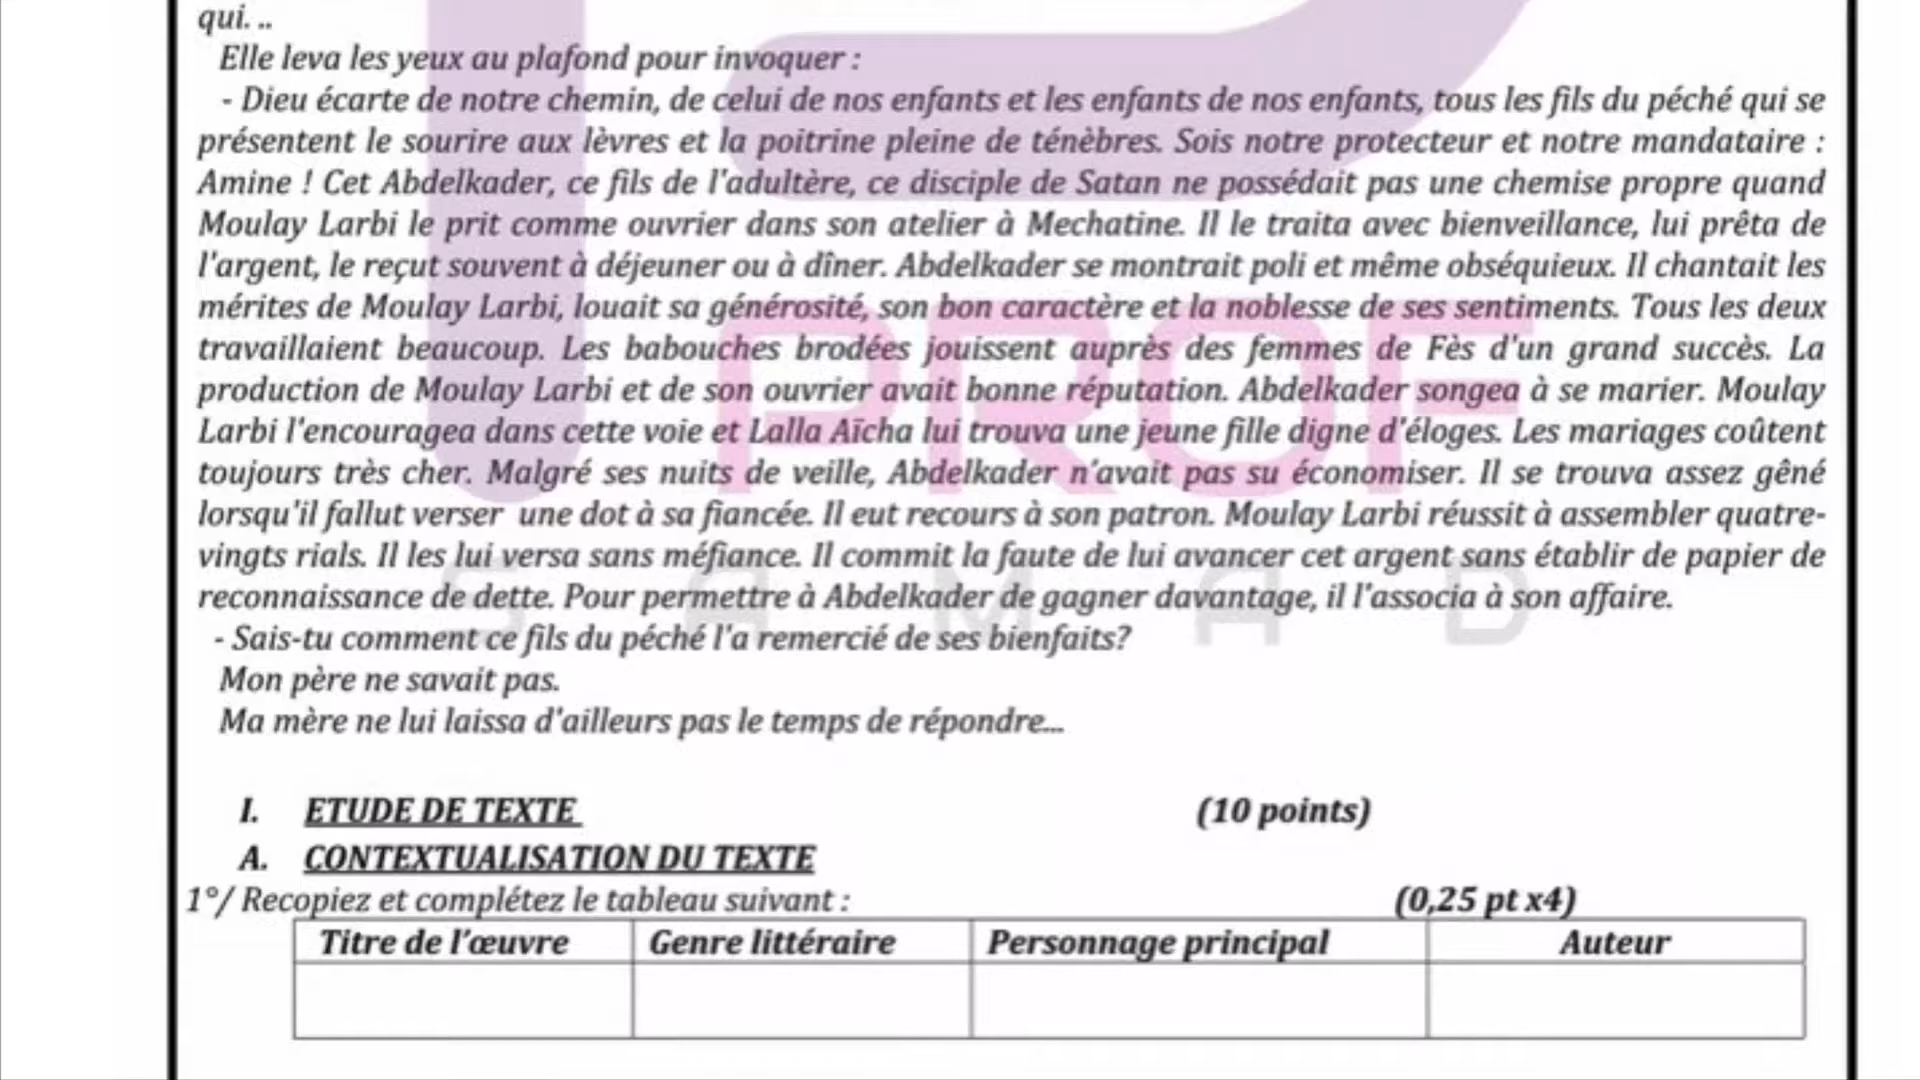 qui. ..
Elle leva les yeux au plafond pour invoquer :
- Dieu écarte de notre chemin, de celui de nos enfants et les enfants de nos enfants, tous les fils du péché qui se
présentent le sourire aux lèvres et la poitrine pleine de ténèbres. Sois notre protecteur et notre mandataire :
Amine ! Cet Abdelkader, ce fils de l'adultère, ce disciple de Satan ne possédait pas une chemise propre quand
Moulay Larbi le prit comme ouvrier dans son atelier à Mechatine. Il le traita avec bienveillance, lui prêta de
l'argent, le reçut souvent à déjeuner ou à dîner. Abdelkader se montrait poli et même obséquieux. Il chantait les
mérites de Moulay Larbi, louait sa générosité, son bon caractère et la noblesse de ses sentiments. Tous les deux
travaillaient beaucoup. Les babouches brodées jouissent auprès des femmes de Fès d'un grand succès. La
production de Moulay Larbi et de son ouvrier avait bonne réputation. Abdelkader songea à se marier. Moulay
Larbi l'encouragea dans cette voie et Lalla Aïcha lui trouva une jeune fille digne d'éloges. Les mariages coûtent
toujours très cher. Malgré ses nuits de veille, Abdelkader n'avait pas su économiser. Il se trouva assez gêné
lorsqu'il fallut verser une dot à sa fiancée. Il eut recours à son patron. Moulay Larbi réussit à assembler quatre-
vingts rials. Il les lui versa sans méfiance. Il commit la faute de lui avancer cet argent sans établir de papier de
reconnaissance de dette. Pour permettre à Abdelkader de gagner davantage, il l'associa à son affaire.
- Sais-tu comment ce fils du péché l'a remercié de ses bienfaits?
Mon père ne savait pas.
Ma mère ne lui laissa d'ailleurs pas le temps de répondre...
I. ETUDE DE TEXTE (10 points)
A. CONTEXTUALISATION DU TEXTE
1°/ Recopiez et complétez le tableau suivant : (0,25 pt x4)
Titre de l'œuvre Genre littéraire Personnage principal Auteur
PROF
SAMAD